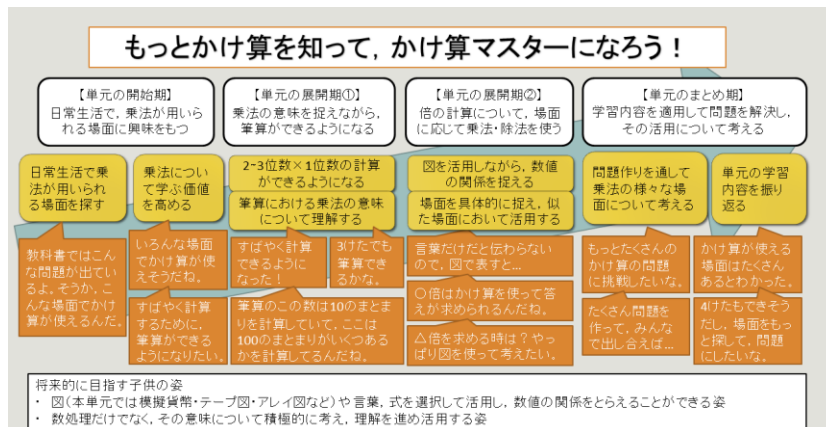 もっとかけ算を知って，かけ算マスターになろう！
【単元の開始期】
日常生活で，乗法が用いら
れる場面に興味をもつ
【単元の展開期①】
乗法の意味を捉えながら，
筆算ができるようになる
【単元の展開期②】
倍の計算について，場面
に応じて乗法・除法を使う
【単元のまとめ期】
学習内容を適用して問題を解決し，
その活用について考える
日常生活で乗
法が用いられ
る場面を探す
乗法につい
て学ぶ価値
を高める
2~3位数×1位数の計算
ができるようになる
筆算における乗法の意味
について理解する
図を活用しながら，数値
の関係を捉える
場面を具体的に捉え，似
た場面において活用する
問題作りを通して
乗法の様々な場
面について考える
単元の学習
内容を振り
返る
教科書ではこ
んな問題が出てい
るよ。そうか，こ
んな場面でかけ
算が使えるんだ。
いろんな場面
でかけ算が使
えそうだね。
すばやく計算
するために，
筆算ができる
ようになりたい。
すばやく計算
できるように
なった！
3けたでも
筆算でき
るかな。
筆算のこの数は10のまとま
りを計算していて，ここは
100のまとまりがいくつある
かを計算してるんだね。
言葉だけだと伝わらない
ので，図で表すと…
〇倍はかけ算を使って答
えが求められるんだね。
△倍を求める時は？やっ
ぱり図を使って考えたい。
もっとたくさんの
かけ算の問題
に挑戦したいな。
たくさん問題を
作って，みんな
で出し合えば…
かけ算が使える
場面はたくさん
あるとわかった。
4けたもできそう
だし，場面をもっ
と探して，問題
にしたいな。
将来的に目指す子供の姿
・ 図（本単元では模擬貨幣・テープ図・アレイ図など）や言葉，式を選択して活用し，数値の関係をとらえることができる姿
・ 数処理だけでなく，その意味について積極的に考え，理解を進め活用する姿